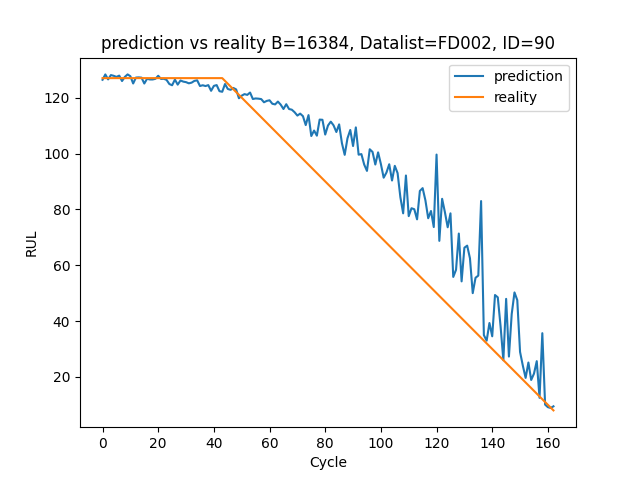 prediction vs reality B=16384, Datalist=FD002, ID=90
prediction
reality
RUL
120
100
80
60
40
20
0 20 40 60 80 100 120 140 160
Cycle